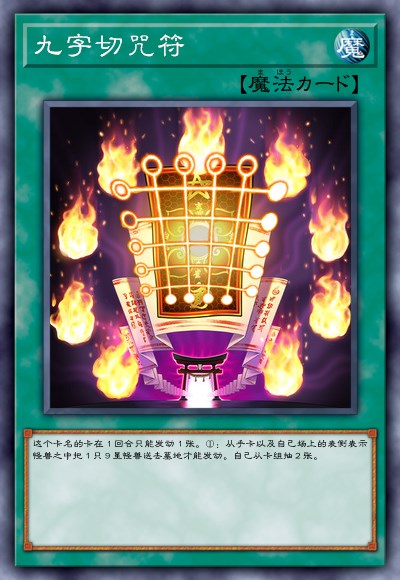 九字切咒符
魔
【魔法カード】
这个卡名的卡在1回合只能发动1张。①：从手卡以及自己场上的表侧表示
怪兽之中把1只9星怪兽送去墓地才能发动。自己从卡组抽2张。